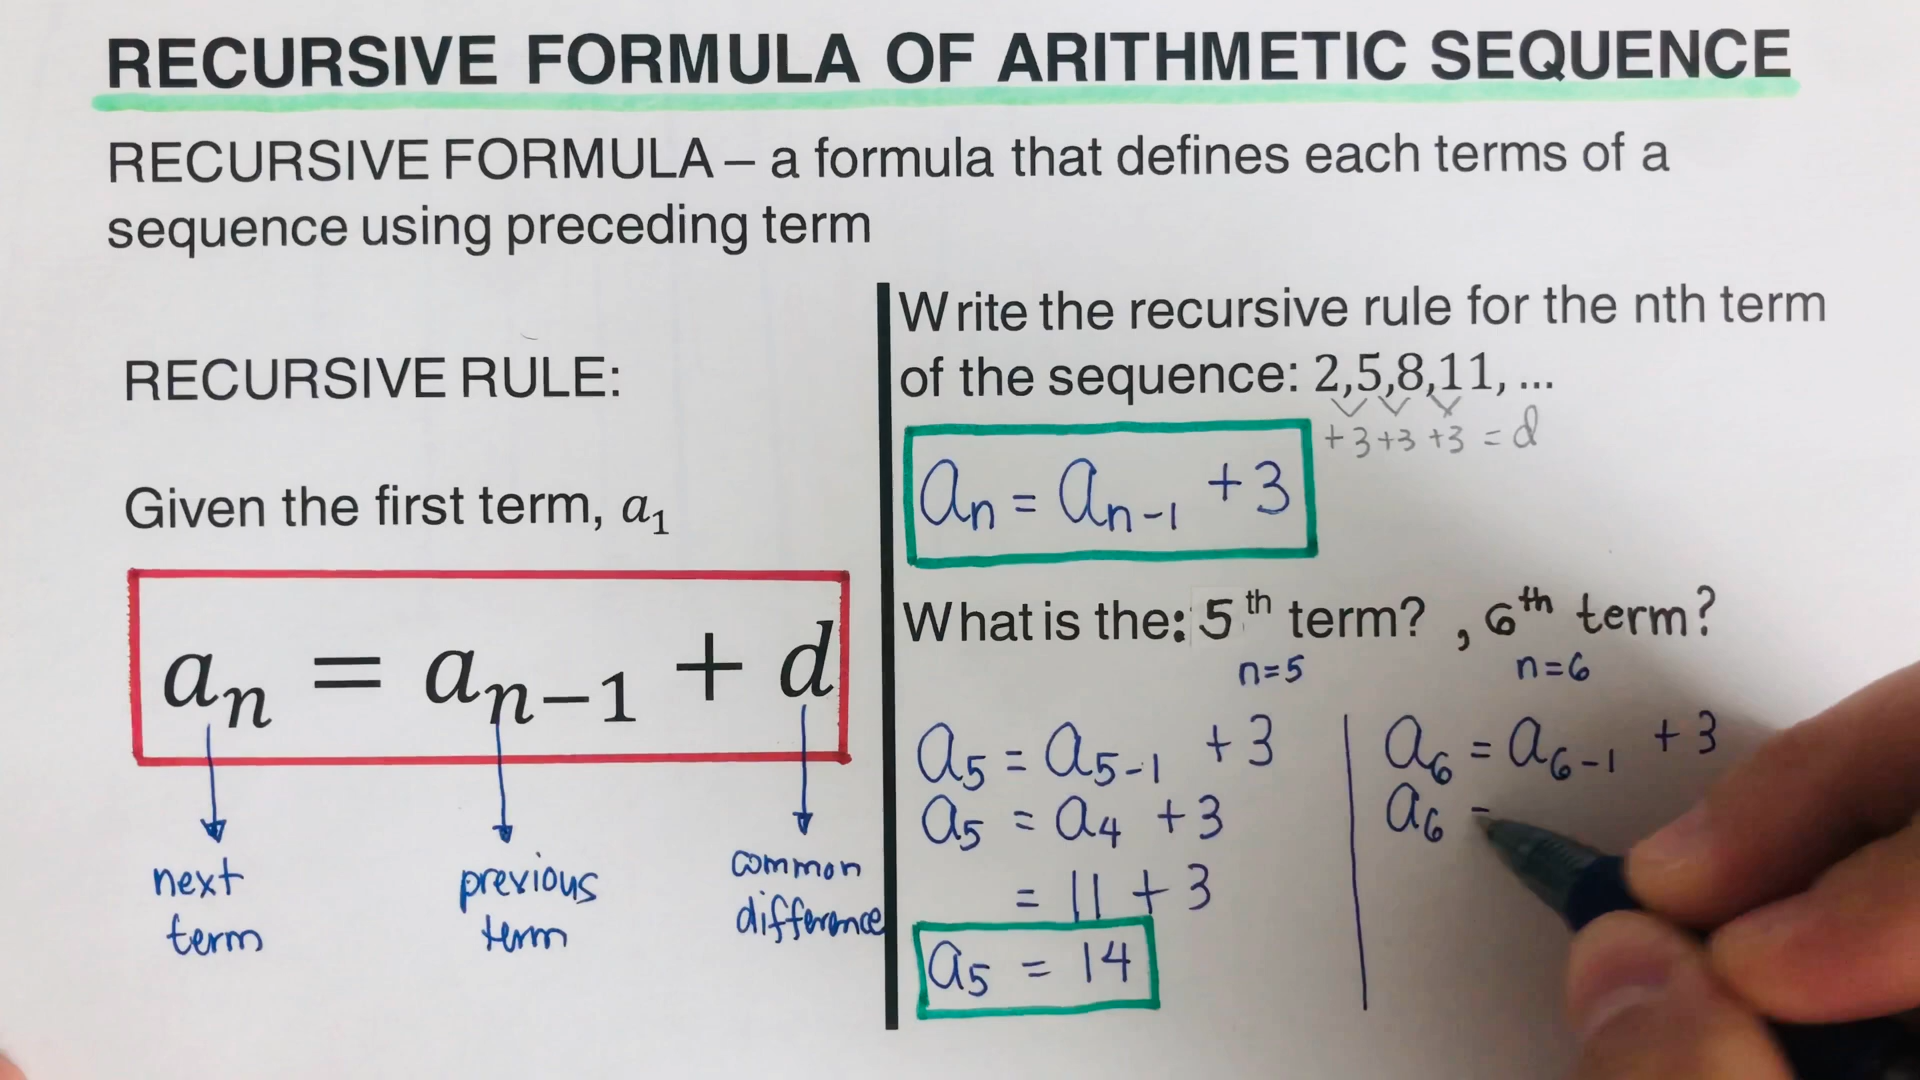 RECURSIVE FORMULA OF ARITHMETIC SEQUENCE
RECURSIVE FORMULA – a formula that defines each terms of a
sequence using preceding term
RECURSIVE RULE:
Given the first term, a₁
aₙ = aₙ₋₁ + d
next
term
previous
term
common
difference
Write the recursive rule for the nth term
of the sequence: 2,5,8,11, ...
+3 +3 +3 = d
aₙ = aₙ₋₁ +3
What is the: 5ᵗʰ term? , 6ᵗʰ term?
n=5
n=6
a₅ = a₅₋₁ +3
a₅ = a₄ +3
= 11 +3
a₅ = 14
a₆ = a₆₋₁ +3
a₆ =